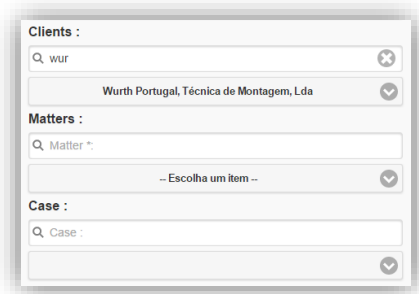 Clients :
wur
Wurth Portugal, Técnica de Montagem, Lda
Matters :
Matter *:
-- Escolha um item --
Case :
Case :